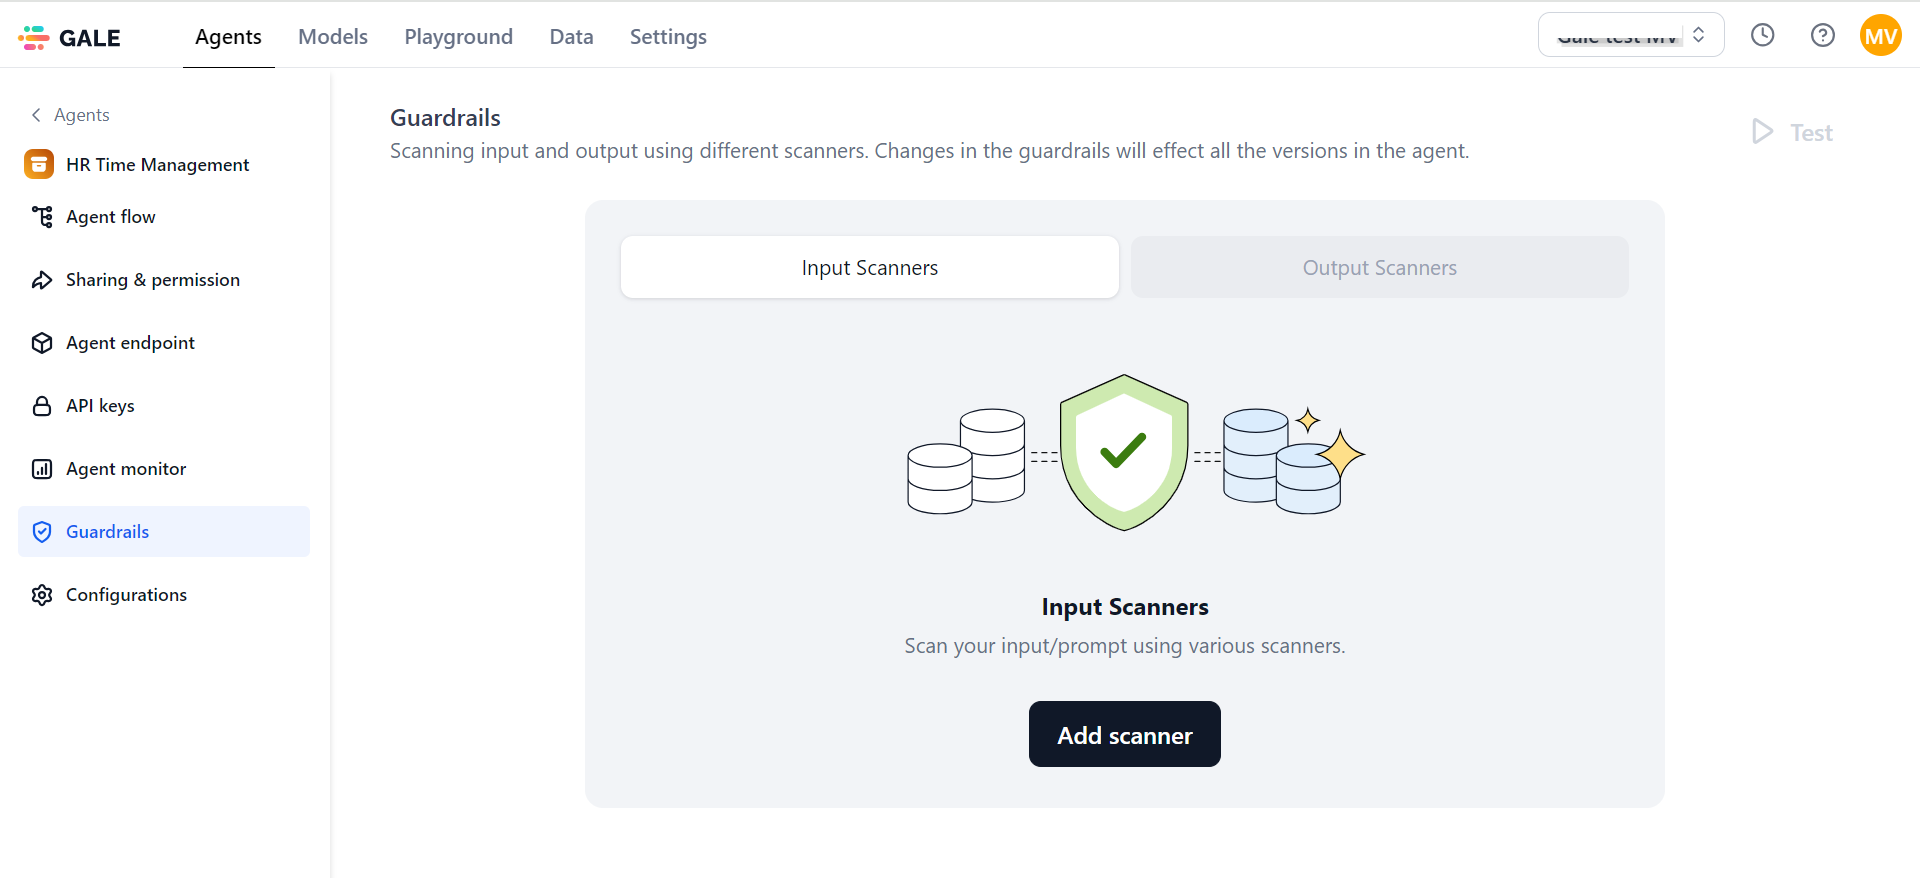 GALE
Agents
Models
Playground
Data
Settings
MV
Agents
HR Time Management
Agent flow
Sharing & permission
Agent endpoint
API keys
Agent monitor
Guardrails
Configurations
Guardrails
Scanning input and output using different scanners. Changes in the guardrails will effect all the versions in the agent.
Test
Input Scanners
Output Scanners
Input Scanners
Scan your input/prompt using various scanners.
Add scanner